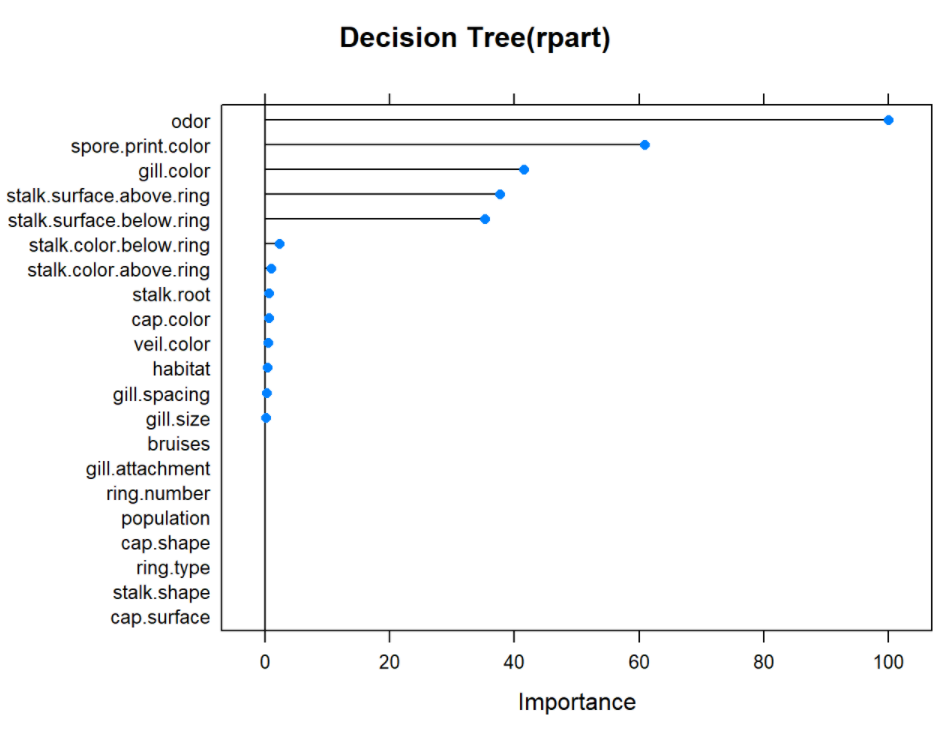 Decision Tree(rpart)
odor
spore.print.color
gill.color
stalk.surface.above.ring
stalk.surface.below.ring
stalk.color.below.ring
stalk.color.above.ring
stalk.root
cap.color
veil.color
habitat
gill.spacing
gill.size
bruises
gill.attachment
ring.number
population
cap.shape
ring.type
stalk.shape
cap.surface
0 20 40 60 80 100
Importance